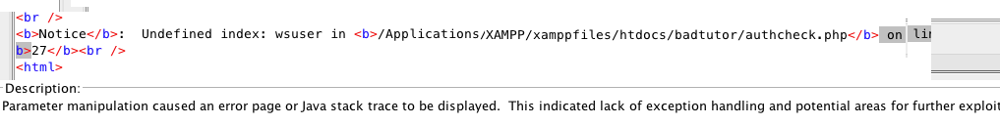 <br />
<b>Notice</b>:  Undefined index: wsuser in <b>/Applications/XAMPP/xamppfiles/htdocs/badtutor/authcheck.php</b> on
b>27</b><br />
<html>
Description:
Parameter manipulation caused an error page or Java stack trace to be displayed.  This indicated lack of exception handling and potential areas for further